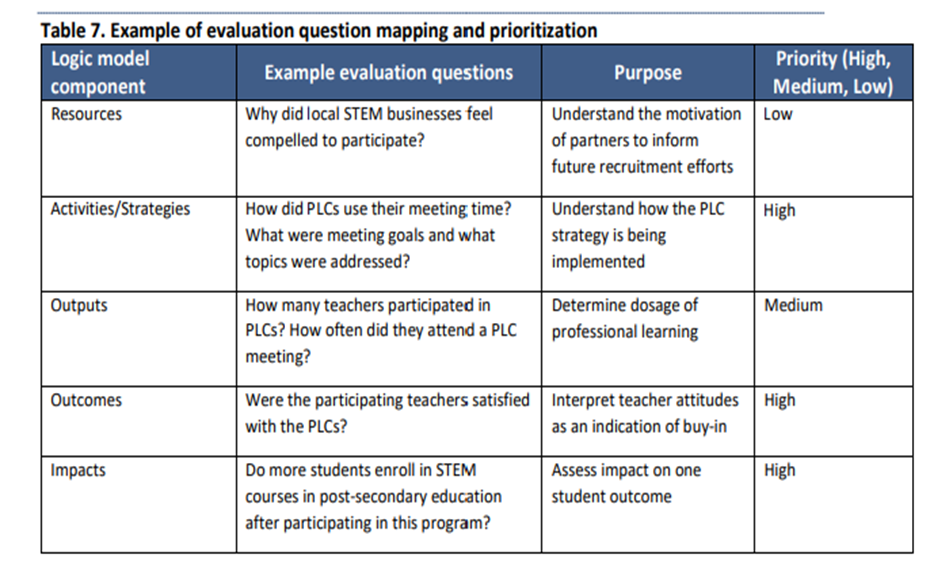 Table 7. Example of evaluation question mapping and prioritization
Logic model
component
Example evaluation questions
Purpose
Priority (High,
Medium, Low)
Resources
Why did local STEM businesses feel
compelled to participate?
Understand the motivation
of partners to inform
future recruitment efforts
Low
Activities/Strategies
How did PLCs use their meeting time?
What were meeting goals and what
topics were addressed?
Understand how the PLC
strategy is being
implemented
High
Outputs
How many teachers participated in
PLCs? How often did they attend a PLC
meeting?
Determine dosage of
professional learning
Medium
Outcomes
Were the participating teachers satisfied
with the PLCs?
Interpret teacher attitudes
as an indication of buy-in
High
Impacts
Do more students enroll in STEM
courses in post-secondary education
after participating in this program?
Assess impact on one
student outcome
High